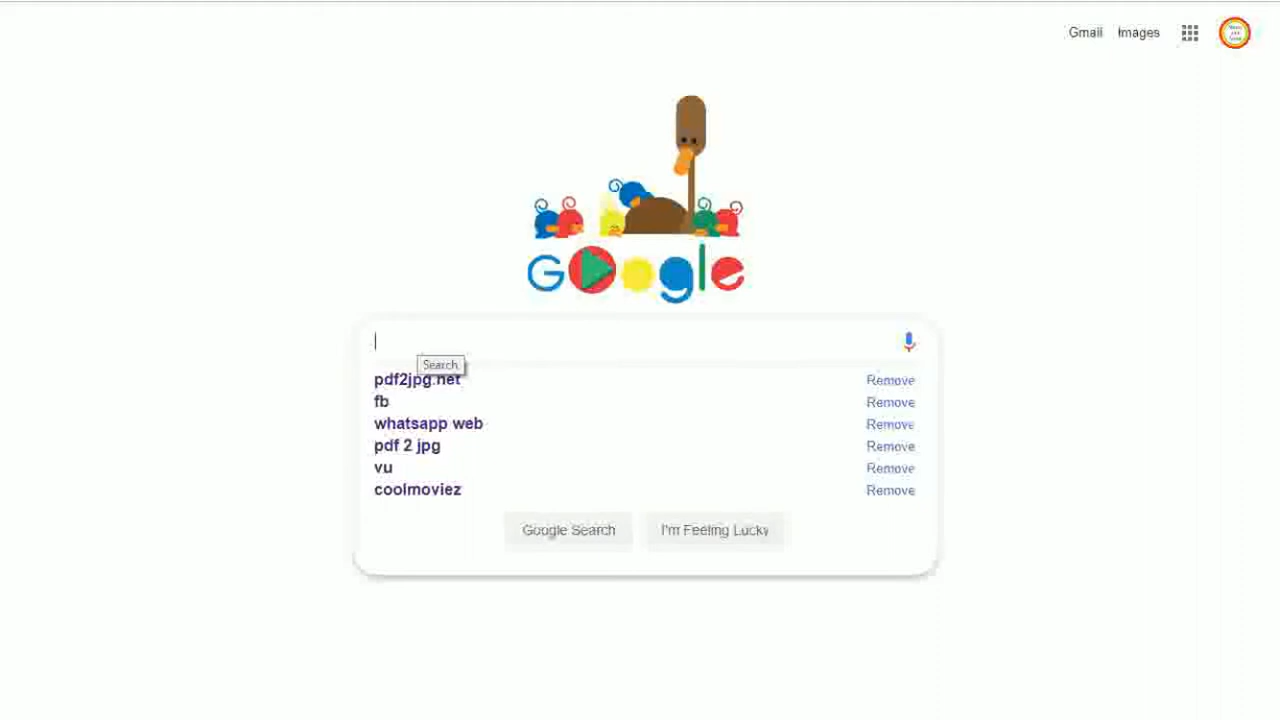 Gmail Images
Google
Search
pdf2jpg.net Remove
fb Remove
whatsapp web Remove
pdf 2 jpg Remove
vu Remove
coolmoviez Remove
Google Search I'm Feeling Lucky